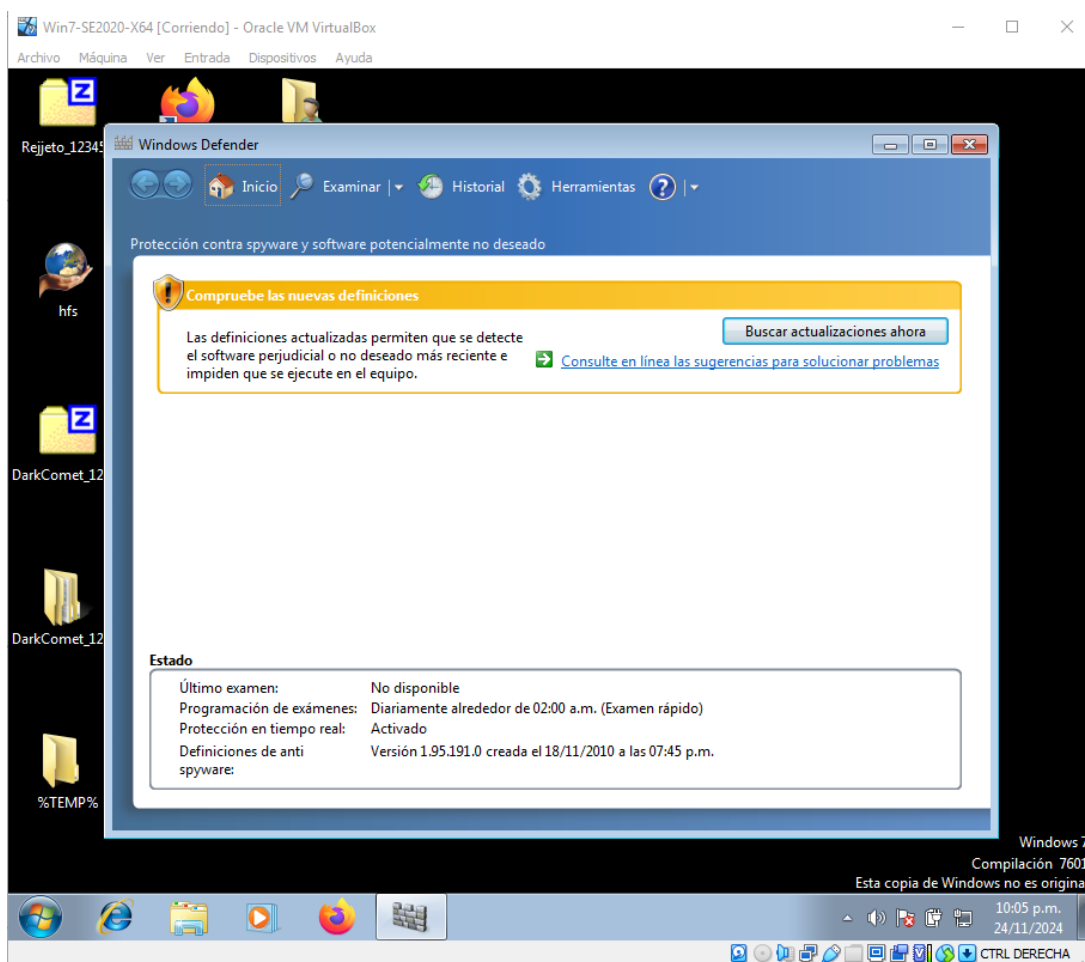 Win7-SE2020-X64 [Corriendo] - Oracle VM VirtualBox
Archivo Máquina Ver Entrada Dispositivos Ayuda
Z
Rejjeto_12345
Windows Defender
Inicio Examinar Historial Herramientas ?
Protección contra spyware y software potencialmente no deseado
Compruebe las nuevas definiciones
Las definiciones actualizadas permiten que se detecte
el software perjudicial o no deseado más reciente e
impiden que se ejecute en el equipo.
Buscar actualizaciones ahora
Consulte en línea las sugerencias para solucionar problemas
hfs
Z
DarkComet_12
DarkComet_12
%TEMP%
Estado
Último examen: No disponible
Programación de exámenes: Diariamente alrededor de 02:00 a.m. (Examen rápido)
Protección en tiempo real: Activado
Definiciones de anti Versión 1.95.191.0 creada el 18/11/2010 a las 07:45 p.m.
spyware:
Windows 7
Compilación 7601
Esta copia de Windows no es origina
10:05 p.m.
24/11/2024
CTRL DERECHA